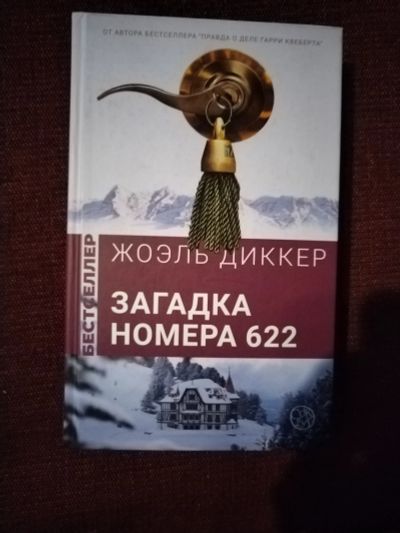 ОТ АВТОРА БЕСТСЕЛЛЕРА "ПРАВДА О ДЕЛЕ ГАРРИ КВЕБЕРТА"
ЖОЭЛЬ ДИККЕР
ЗАГАДКА
НОМЕРА 622
БЕСТСЕЛЛЕР